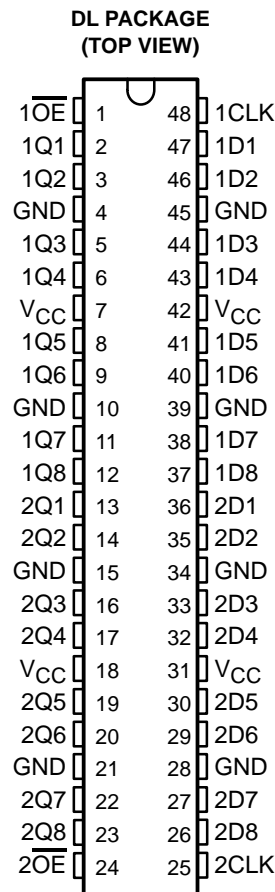 DL PACKAGE
(TOP VIEW)
1O̅E̅ 1 48 1CLK
1Q1 2 47 1D1
1Q2 3 46 1D2
GND 4 45 GND
1Q3 5 44 1D3
1Q4 6 43 1D4
VCC 7 42 VCC
1Q5 8 41 1D5
1Q6 9 40 1D6
GND 10 39 GND
1Q7 11 38 1D7
1Q8 12 37 1D8
2Q1 13 36 2D1
2Q2 14 35 2D2
GND 15 34 GND
2Q3 16 33 2D3
2Q4 17 32 2D4
VCC 18 31 VCC
2Q5 19 30 2D5
2Q6 20 29 2D6
GND 21 28 GND
2Q7 22 27 2D7
2Q8 23 26 2D8
2O̅E̅ 24 25 2CLK